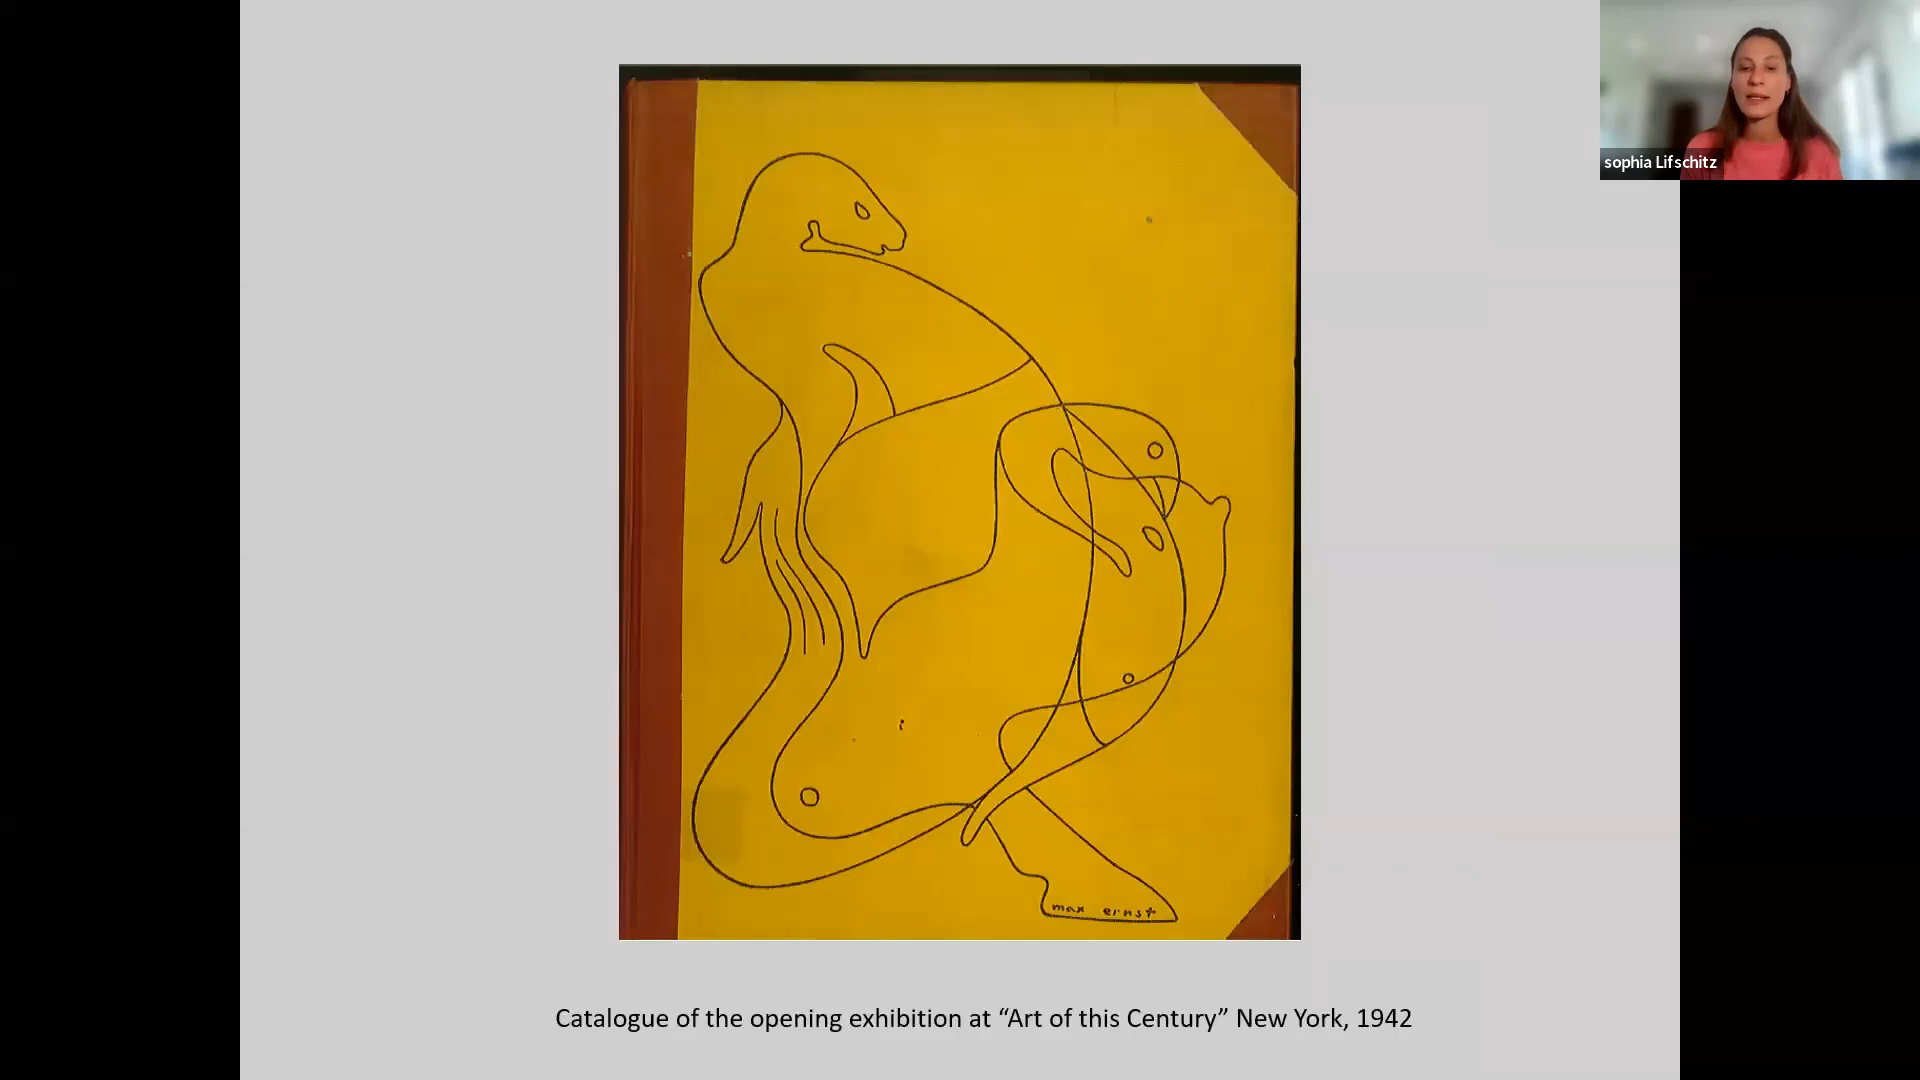 sophia Lifschitz
max ernst
Catalogue of the opening exhibition at “Art of this Century” New York, 1942